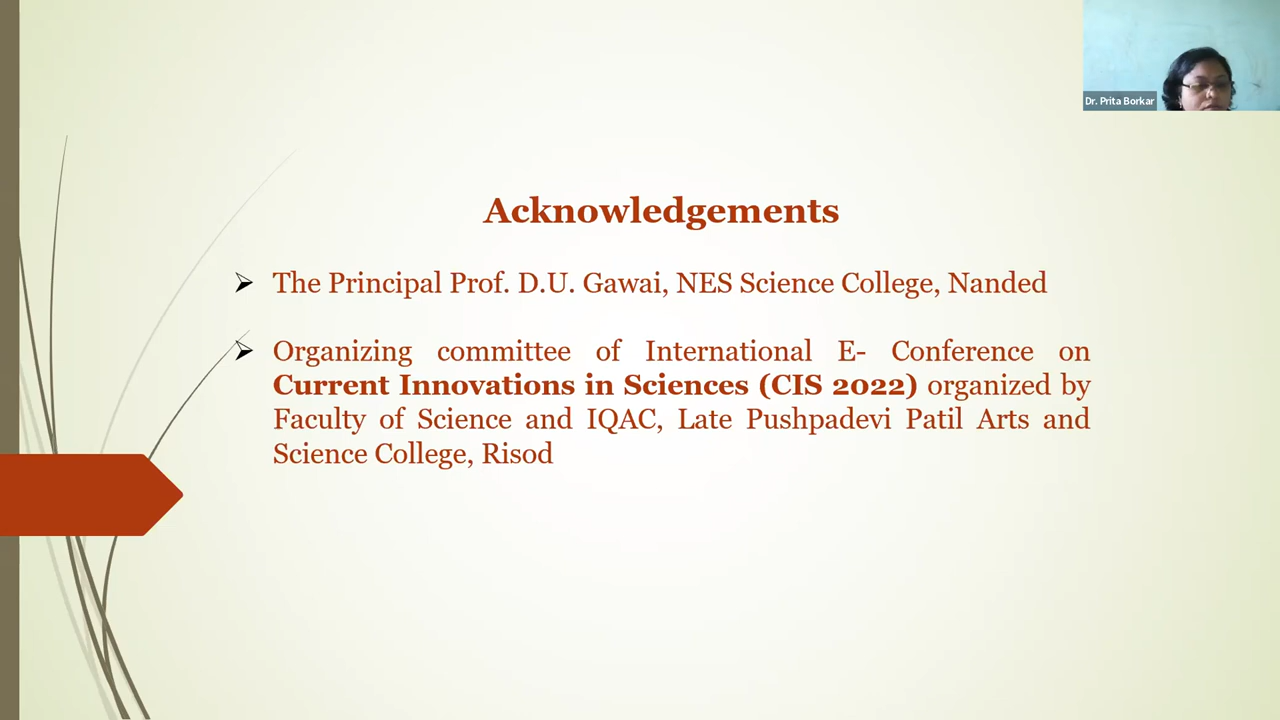 Dr. Prita Borkar
Acknowledgements
The Principal Prof. D.U. Gawai, NES Science College, Nanded
Organizing committee of International E- Conference on
Current Innovations in Sciences (CIS 2022) organized by
Faculty of Science and IQAC, Late Pushpadevi Patil Arts and
Science College, Risod